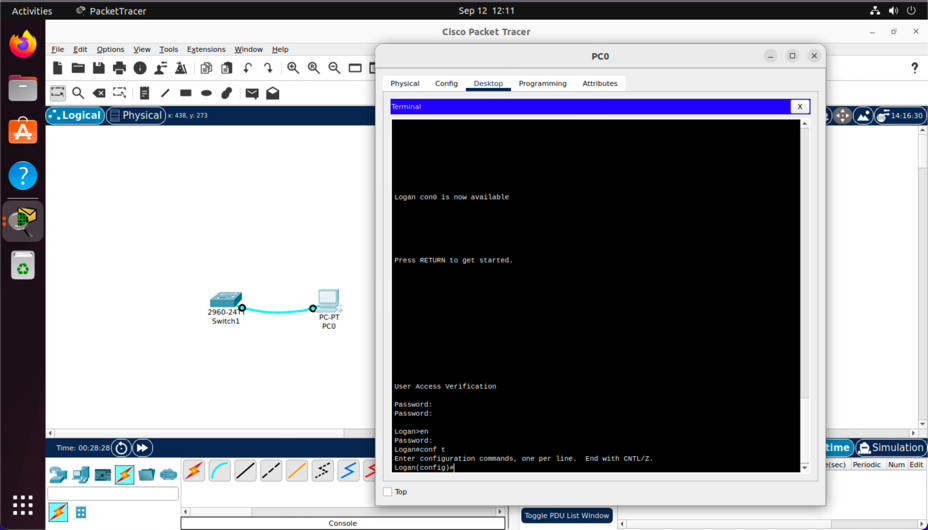 Activities
PacketTracer
Sep 12 12:11
Cisco Packet Tracer
File Edit Options View Tools Extensions Window Help
PC0
Physical Config Desktop Programming Attributes
Terminal
X
?
Logical
Physical
x: 438, y: 273
14:16:30
Logan con0 is now available
Press RETURN to get started.
2960-24TT
Switch1
PC-PT
PC0
User Access Verification
Password:
Password:
Logan>en
Password:
Logan#conf t
Enter configuration commands, one per line. End with CNTL/Z.
Logan(config)#
Time: 00:28:28
Simulation
Periodic Num Edit
Top
Toggle PDU List Window
Console